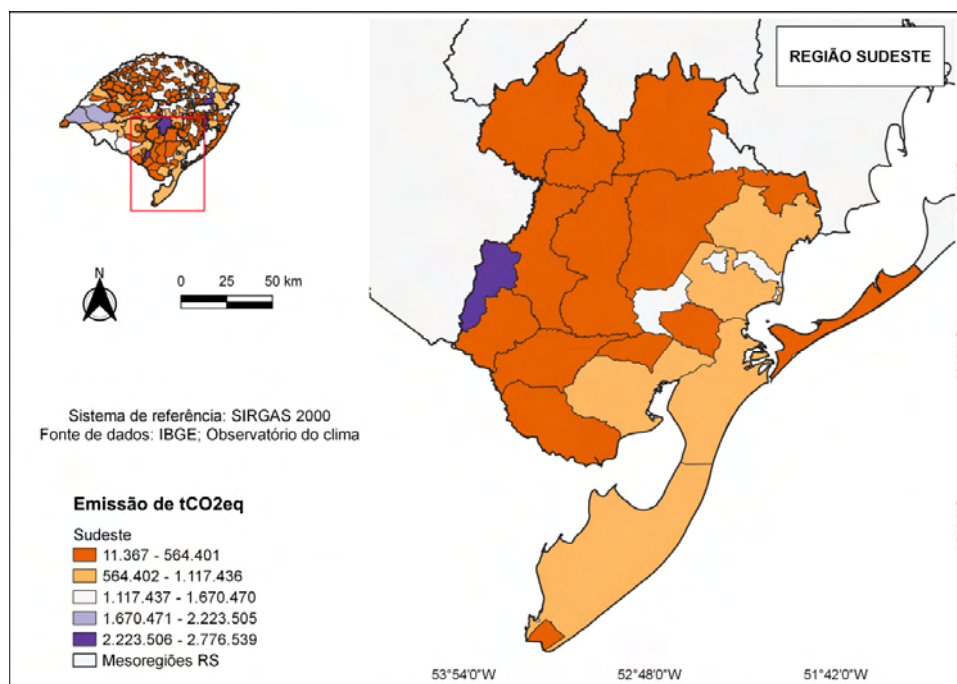 REGIÃO SUDESTE
N
0 25 50 km
Sistema de referência: SIRGAS 2000
Fonte de dados: IBGE; Observatório do clima
Emissão de tCO2eq
Sudeste
11.367 - 564.401
564.402 - 1.117.436
1.117.437 - 1.670.470
1.670.471 - 2.223.505
2.223.506 - 2.776.539
Mesoregiões RS
53°54'0"W 52°48'0"W 51°42'0"W